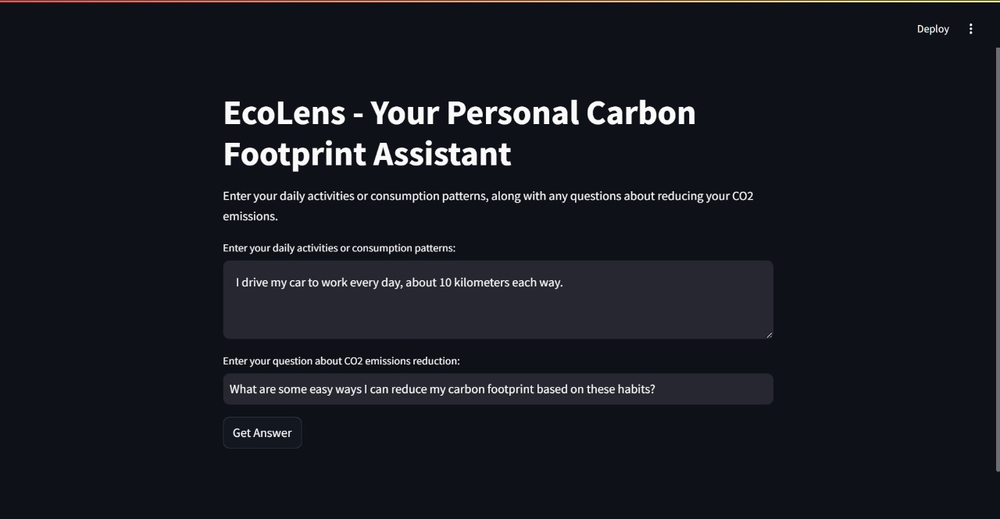 Deploy
EcoLens - Your Personal Carbon
Footprint Assistant
Enter your daily activities or consumption patterns, along with any questions about reducing your CO2
emissions.
Enter your daily activities or consumption patterns:
I drive my car to work every day, about 10 kilometers each way.
Enter your question about CO2 emissions reduction:
What are some easy ways I can reduce my carbon footprint based on these habits?
Get Answer